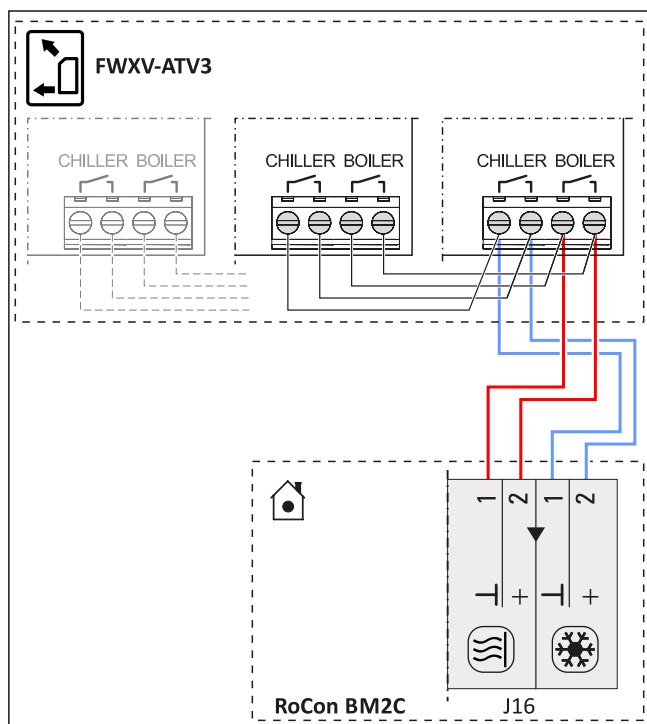 FWXV-ATV3
CHILLER BOILER CHILLER BOILER CHILLER BOILER
1 2 1 2
⊥ + ⊥ +
RoCon BM2C J16